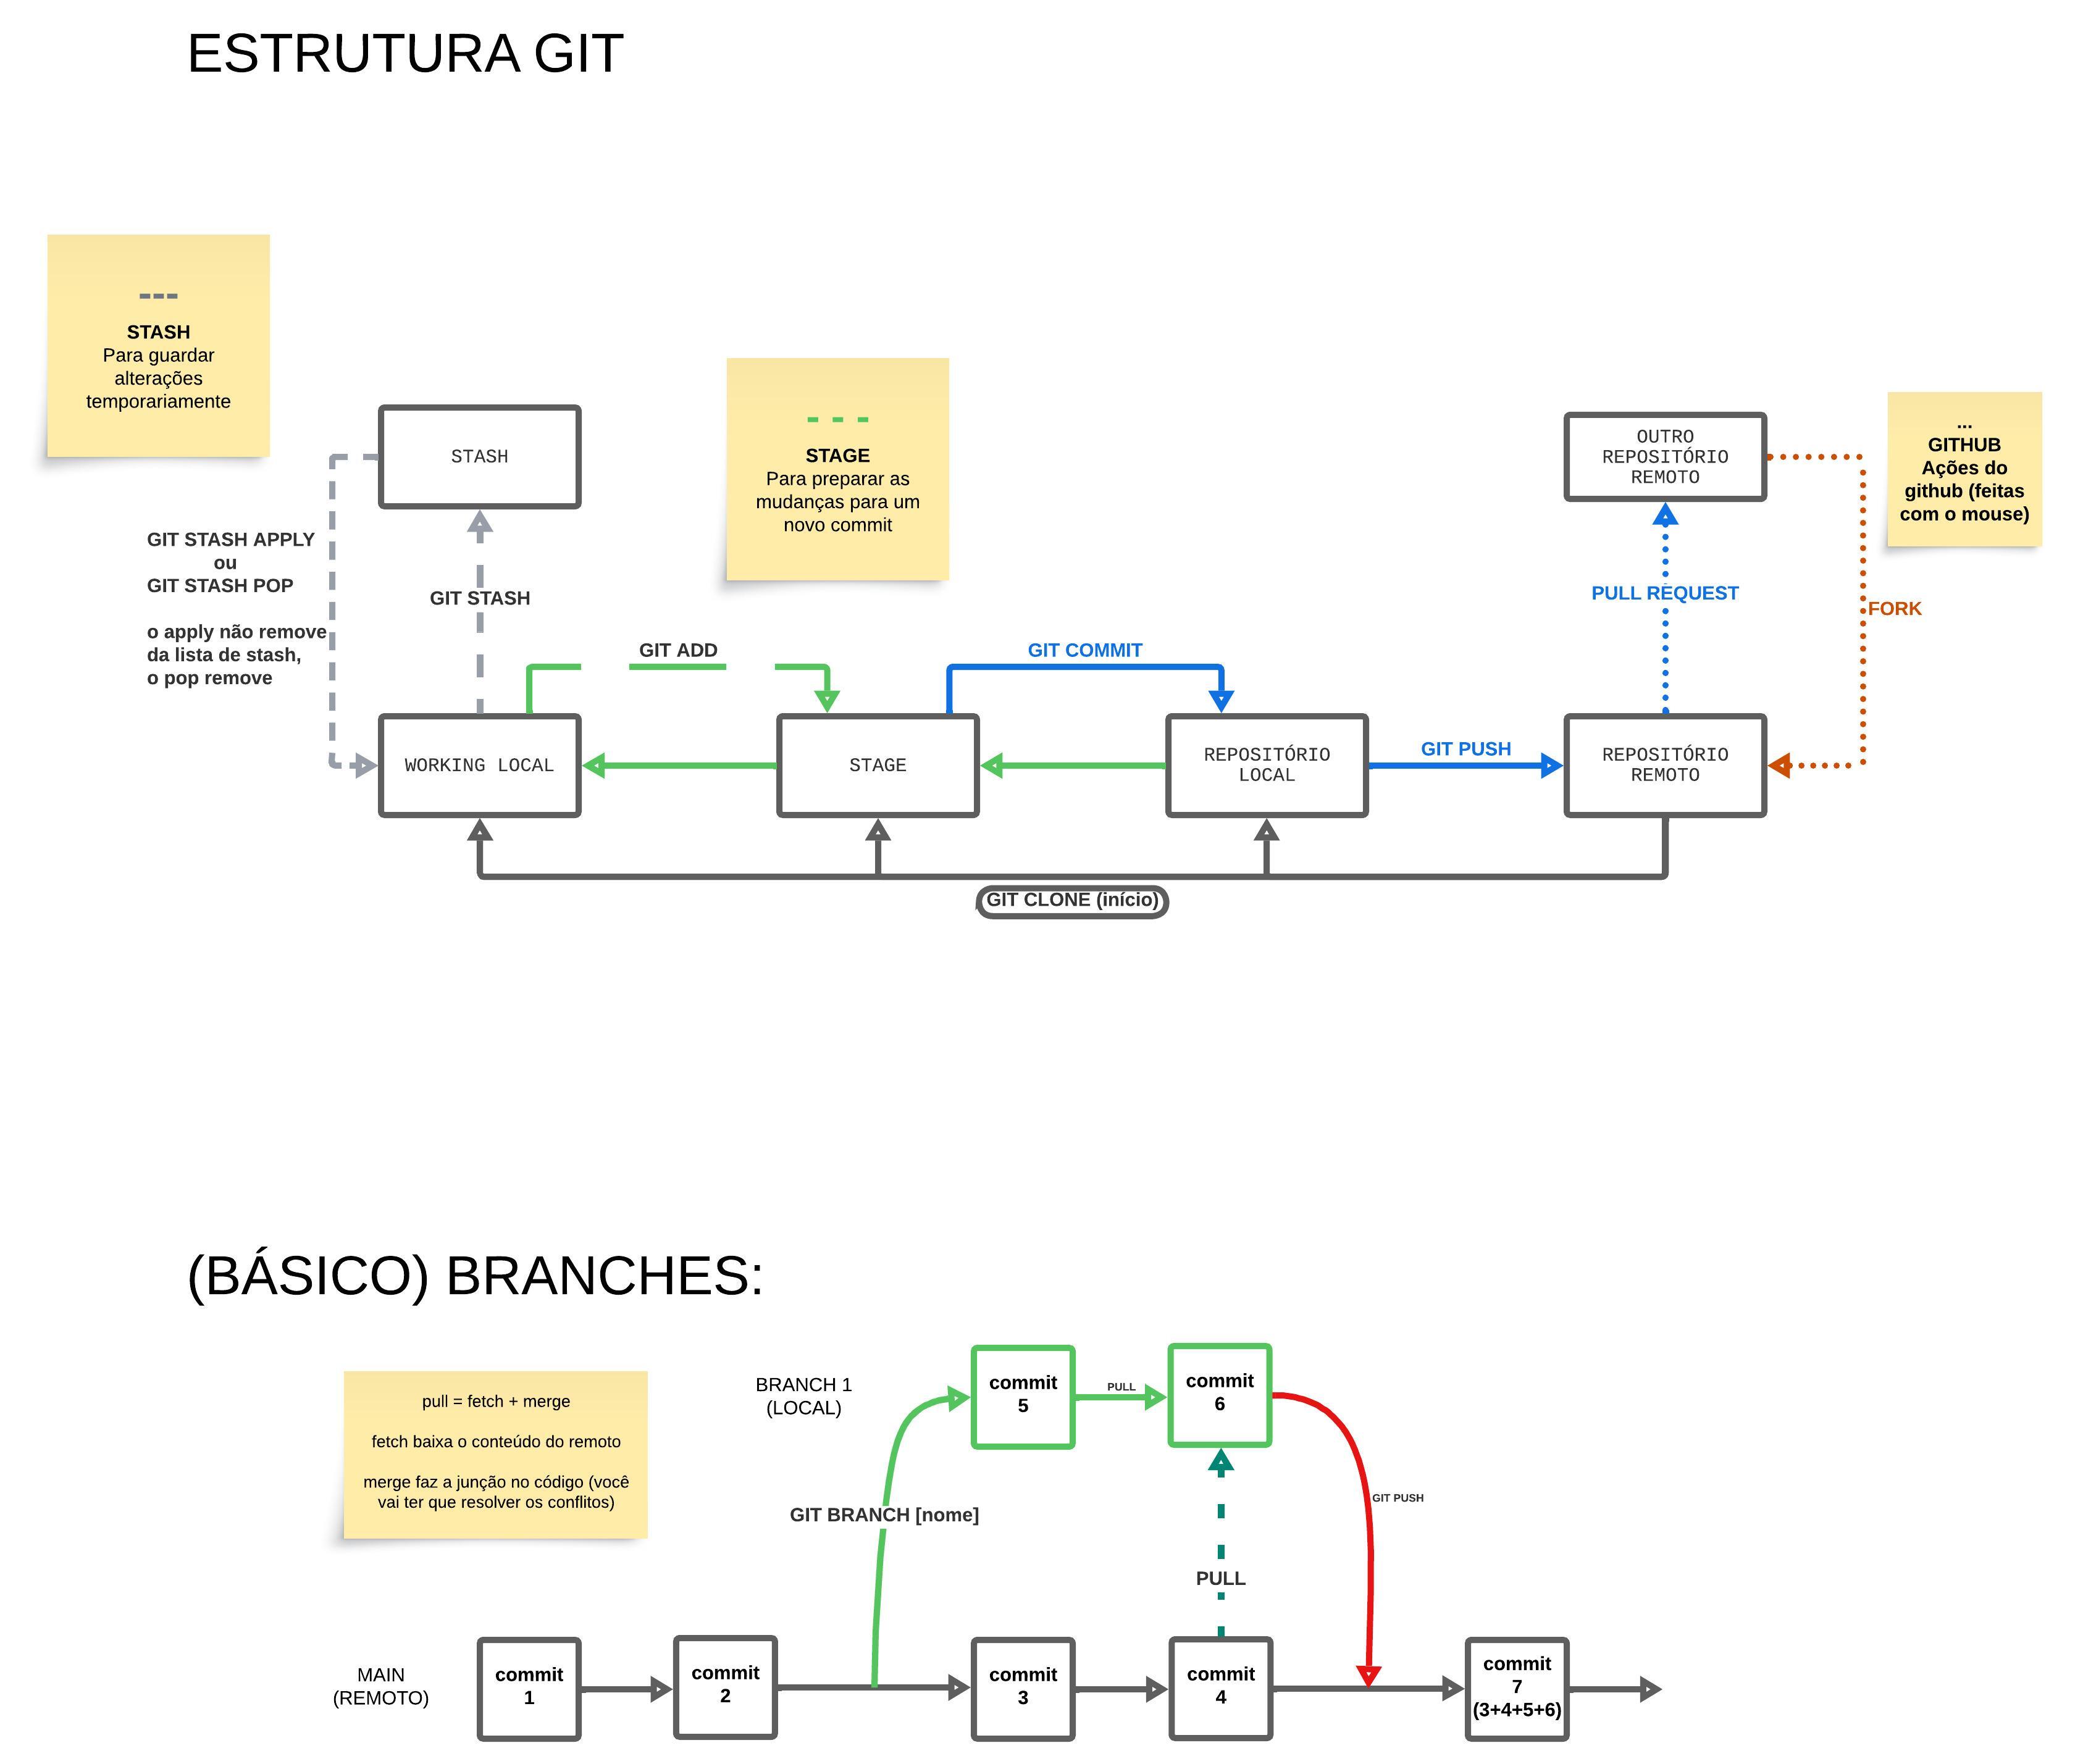 ESTRUTURA GIT
---
STASH
Para guardar
alterações
temporariamente
- - -
STAGE
Para preparar as
mudanças para um
novo commit
...
GITHUB
Ações do
github (feitas
com o mouse)
STASH
OUTRO
REPOSITÓRIO
REMOTO
GIT STASH APPLY
ou
GIT STASH POP
o apply não remove
da lista de stash,
o pop remove
GIT STASH
PULL REQUEST
FORK
GIT ADD
GIT COMMIT
GIT PUSH
WORKING LOCAL
STAGE
REPOSITÓRIO
LOCAL
REPOSITÓRIO
REMOTO
GIT CLONE (início)
(BÁSICO) BRANCHES:
pull = fetch + merge
fetch baixa o conteúdo do remoto
merge faz a junção no código (você
vai ter que resolver os conflitos)
BRANCH 1
(LOCAL)
commit
5
PULL
commit
6
GIT BRANCH [nome]
GIT PUSH
PULL
MAIN
(REMOTO)
commit
1
commit
2
commit
3
commit
4
commit
7
(3+4+5+6)